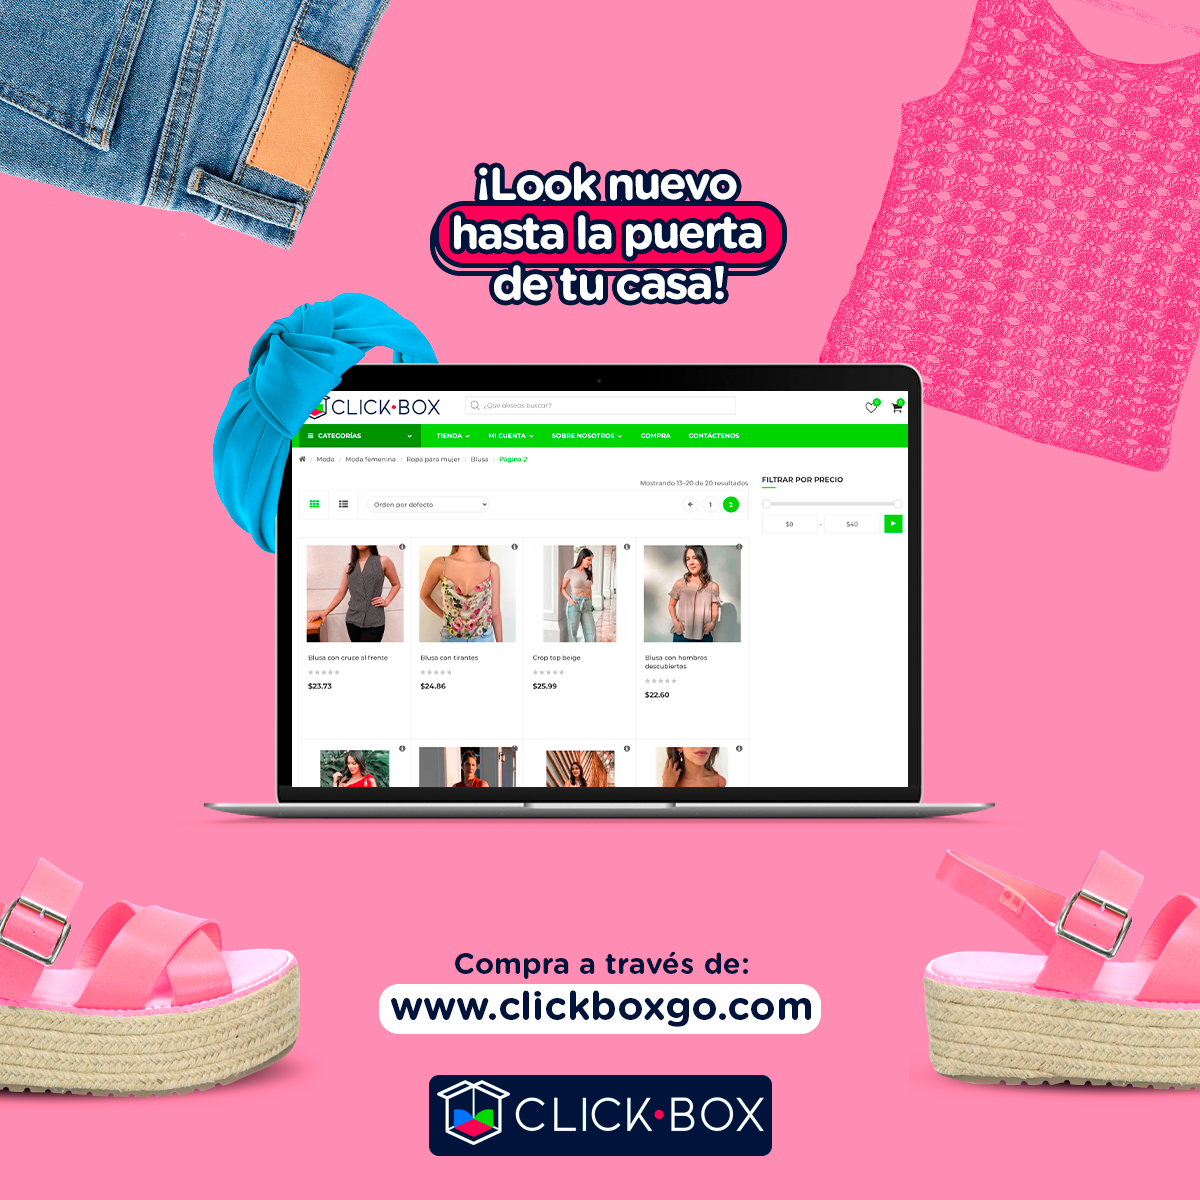 ¡Look nuevo
hasta la puerta
de tu casa!
CLICK•BOX
¿Qué deseas buscar?
0
0
CATEGORÍAS
TIENDA
MI CUENTA
SOBRE NOSOTROS
COMPRA
CONTÁCTENOS
/ Moda / Moda femenina / Ropa para mujer / Blusa / Página 2
Mostrando 13–20 de 20 resultados
FILTRAR POR PRECIO
Orden por defecto
1
2
$0 - $40
Blusa con cruce al frente
$23.73
Blusa con tirantes
$24.86
Crop top beige
$25.99
Blusa con hombros
descubiertos
$22.60
Compra a través de:
www.clickboxgo.com
CLICK•BOX